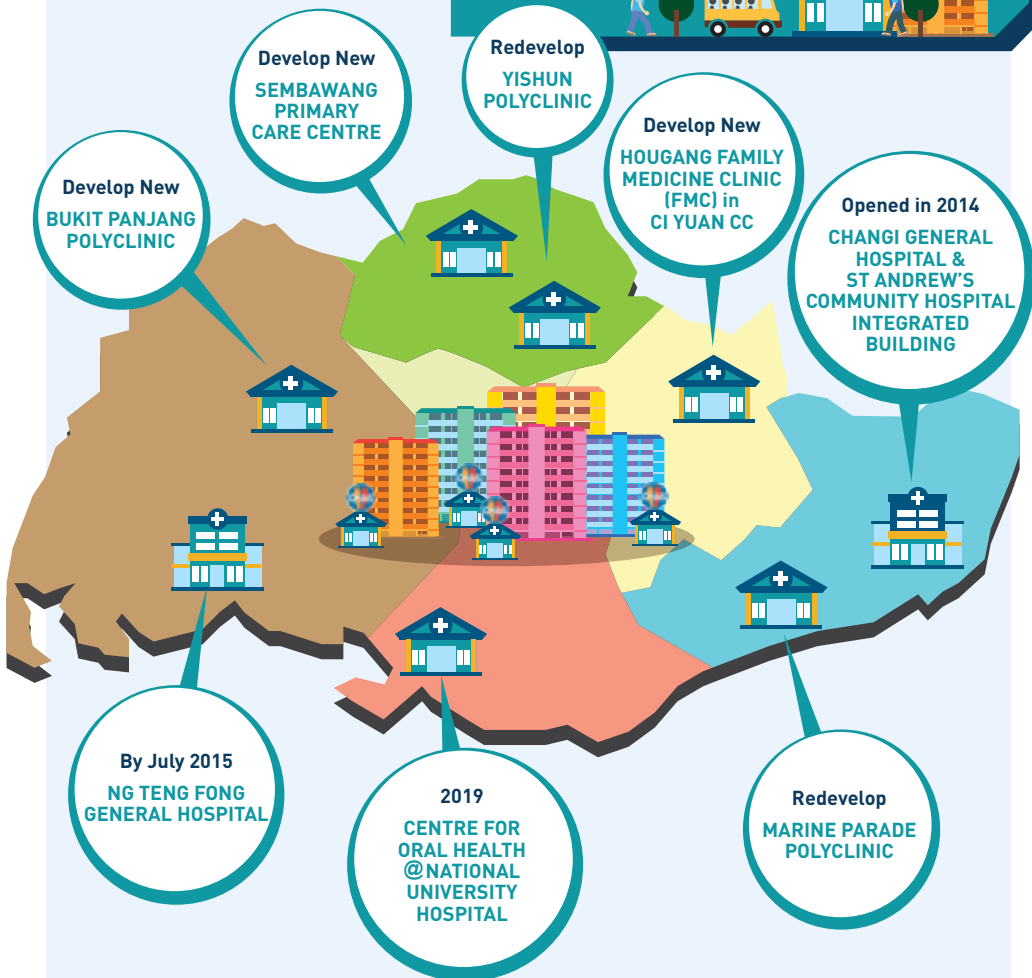 Develop New
SEMBAWANG
PRIMARY
CARE CENTRE
Redevelop
YISHUN
POLYCLINIC
Develop New
HOUGANG FAMILY
MEDICINE CLINIC
(FMC) in
CI YUAN CC
Develop New
BUKIT PANJANG
POLYCLINIC
Opened in 2014
CHANGI GENERAL
HOSPITAL &
ST ANDREW'S
COMMUNITY HOSPITAL
INTEGRATED
BUILDING
By July 2015
NG TENG FONG
GENERAL HOSPITAL
2019
CENTRE FOR
ORAL HEALTH
@NATIONAL
UNIVERSITY
HOSPITAL
Redevelop
MARINE PARADE
POLYCLINIC